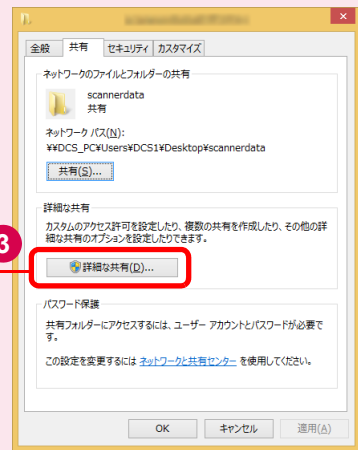 全般 共有 セキュリティ カスタマイズ
ネットワークのファイルとフォルダーの共有
scannerdata
共有
ネットワーク パス(N):
¥¥DCS_PC¥Users¥DCS1¥Desktop¥scannerdata
共有(S)...
詳細な共有
カスタムのアクセス許可を設定したり、複数の共有を作成したり、その他の詳
細な共有のオプションを設定したりできます。
3
詳細な共有(D)...
パスワード保護
共有フォルダーにアクセスするには、ユーザー アカウントとパスワードが必要で
す。
この設定を変更するには ネットワークと共有センター を使用してください。
OK キャンセル 適用(A)